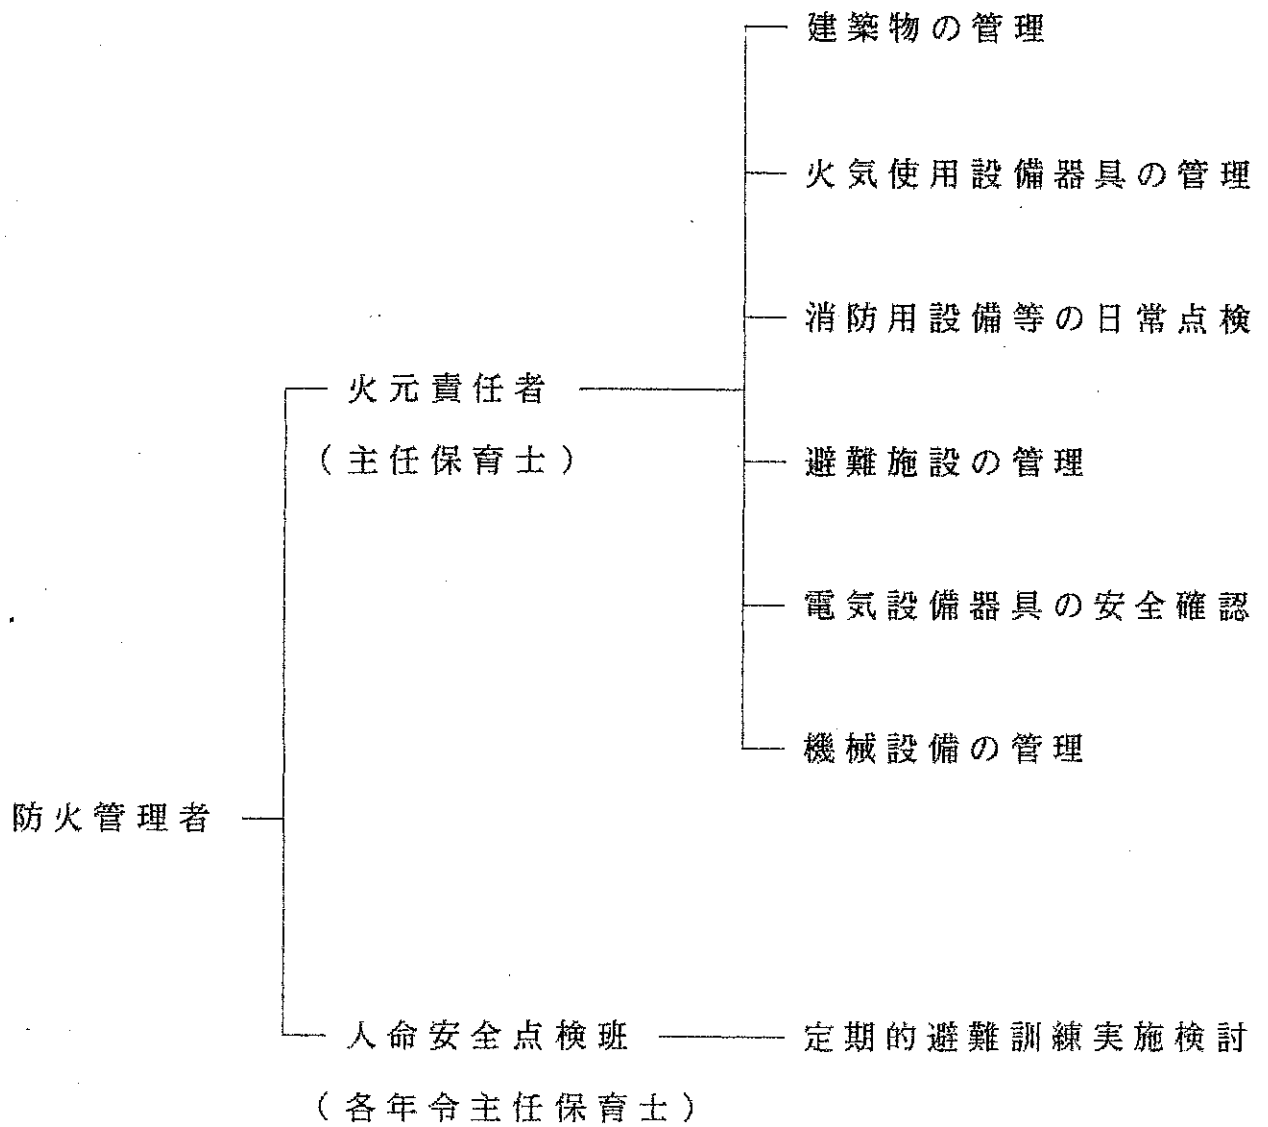 建築物の管理
火気使用設備器具の管理
消防用設備等の日常点検
火元責任者
（主任保育士）
避難施設の管理
電気設備器具の安全確認
機械設備の管理
防火管理者
人命安全点検班
定期的避難訓練実施検討
（各年令主任保育士）